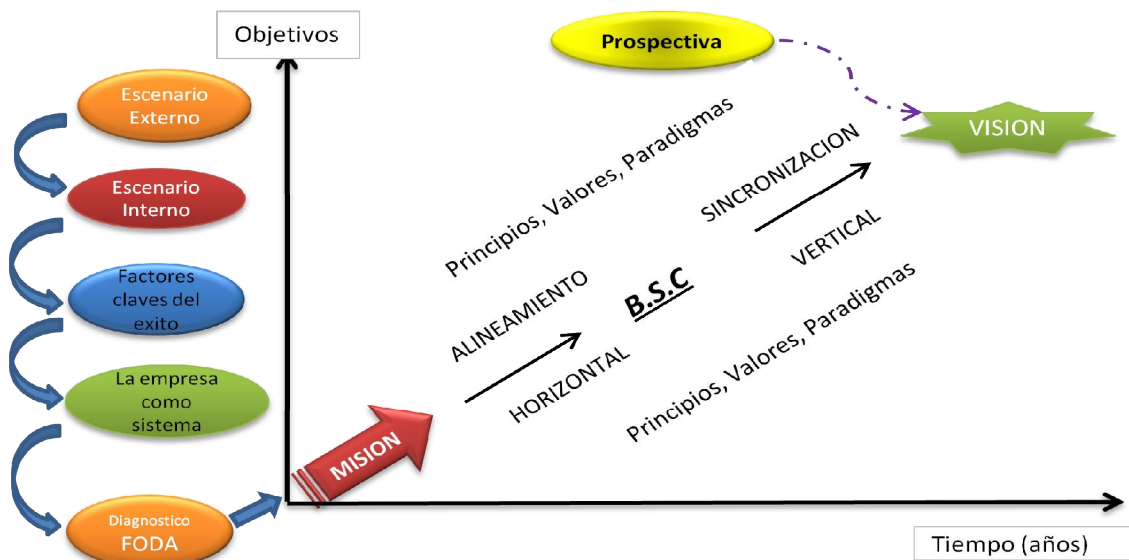 Objetivos
Prospectiva
Escenario
Externo
VISION
Escenario
Interno
Principios, Valores, Paradigmas
SINCRONIZACION
VERTICAL
Factores
claves del
exito
ALINEAMIENTO
B.S.C
HORIZONTAL
Principios, Valores, Paradigmas
La empresa
como
sistema
MISION
Diagnostico
FODA
Tiempo (años)